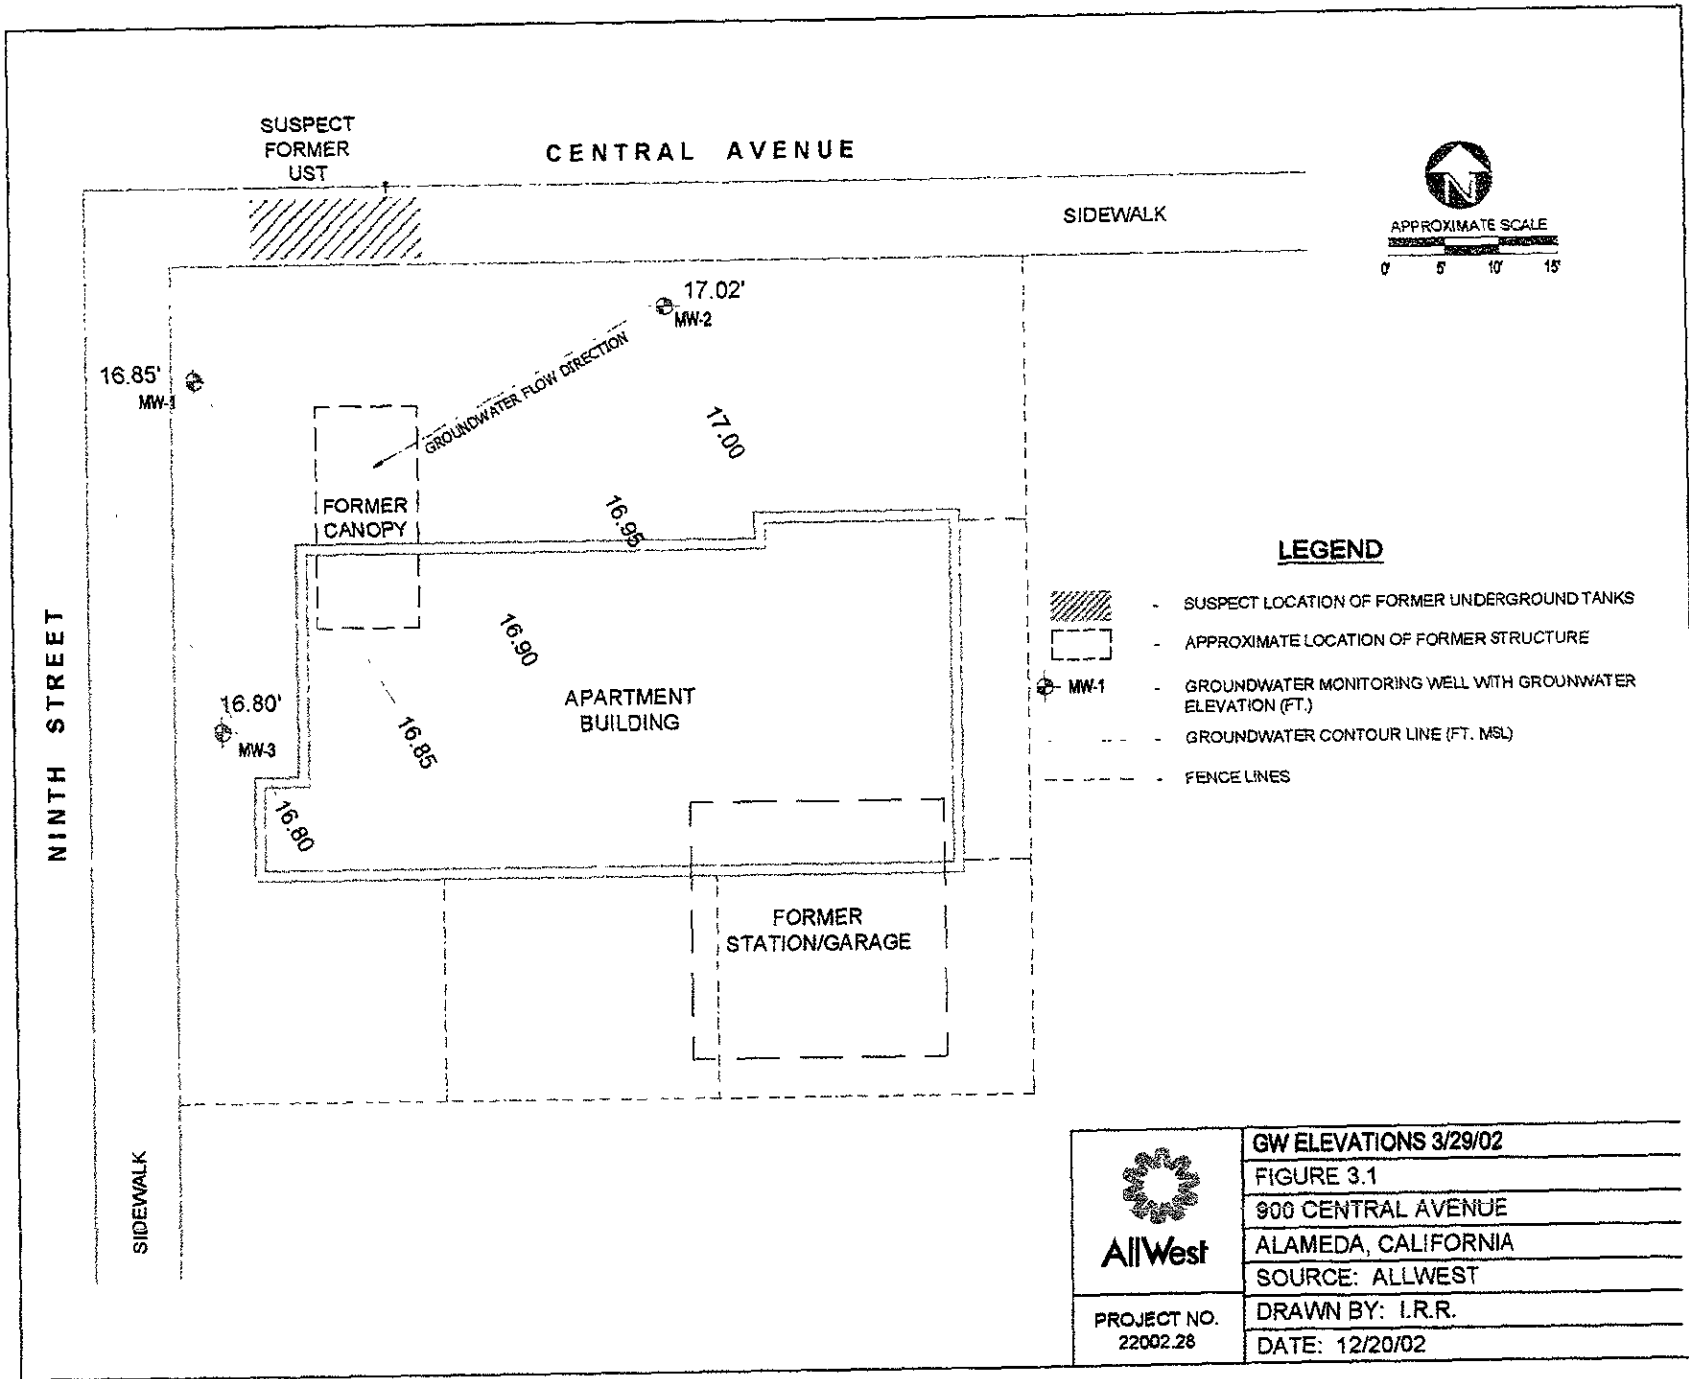 SUSPECT
FORMER
UST
CENTRAL AVENUE
SIDEWALK
N
APPROXIMATE SCALE
0' 5' 10' 15'
17.02'
MW-2
16.85'
MW-1
GROUNDWATER FLOW DIRECTION
17.00
FORMER
CANOPY
16.95
16.90
APARTMENT
BUILDING
16.80'
MW-3
16.85
16.80
NINTH STREET
FORMER
STATION/GARAGE
SIDEWALK
LEGEND
- SUSPECT LOCATION OF FORMER UNDERGROUND TANKS
- APPROXIMATE LOCATION OF FORMER STRUCTURE
MW-1 - GROUNDWATER MONITORING WELL WITH GROUNWATER
ELEVATION (FT.)
- GROUNDWATER CONTOUR LINE (FT. MSL)
- FENCE LINES
AllWest
PROJECT NO.
22002.28
GW ELEVATIONS 3/29/02
FIGURE 3.1
900 CENTRAL AVENUE
ALAMEDA, CALIFORNIA
SOURCE: ALLWEST
DRAWN BY: I.R.R.
DATE: 12/20/02